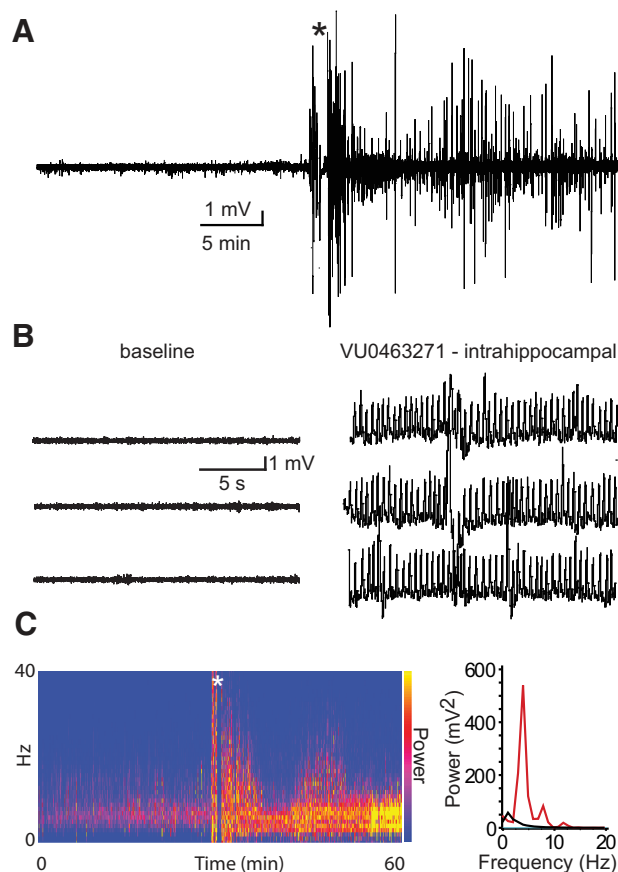 A
*
1 mV
5 min
B
baseline
VU0463271 - intrahippocampal
1 mV
5 s
C
40
*
Hz
0
Power
0
Time (min)
60
600
400
200
0
Power (mV²)
0
10
20
Frequency (Hz)